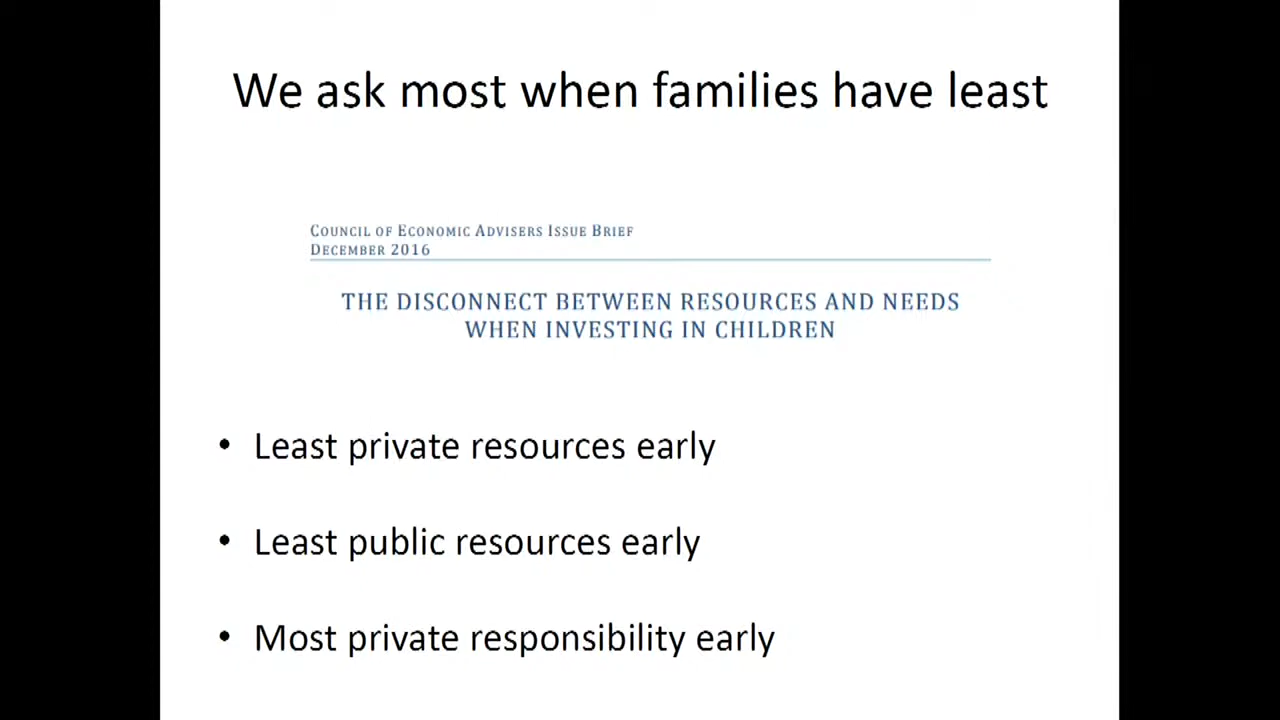 We ask most when families have least
COUNCIL OF ECONOMIC ADVISERS ISSUE BRIEF
DECEMBER 2016
THE DISCONNECT BETWEEN RESOURCES AND NEEDS
WHEN INVESTING IN CHILDREN
• Least private resources early
• Least public resources early
• Most private responsibility early